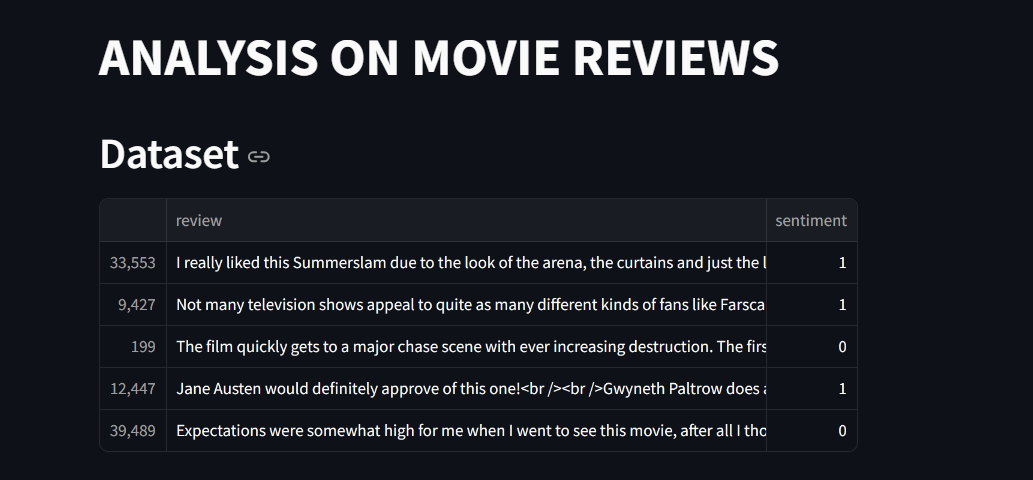 ANALYSIS ON MOVIE REVIEWS
Dataset
review sentiment
33,553 I really liked this Summerslam due to the look of the arena, the curtains and just the 1
9,427 Not many television shows appeal to quite as many different kinds of fans like Farsca 1
199 The film quickly gets to a major chase scene with ever increasing destruction. The firs 0
12,447 Jane Austen would definitely approve of this one!<br /><br />Gwyneth Paltrow does 1
39,489 Expectations were somewhat high for me when I went to see this movie, after all I tho 0